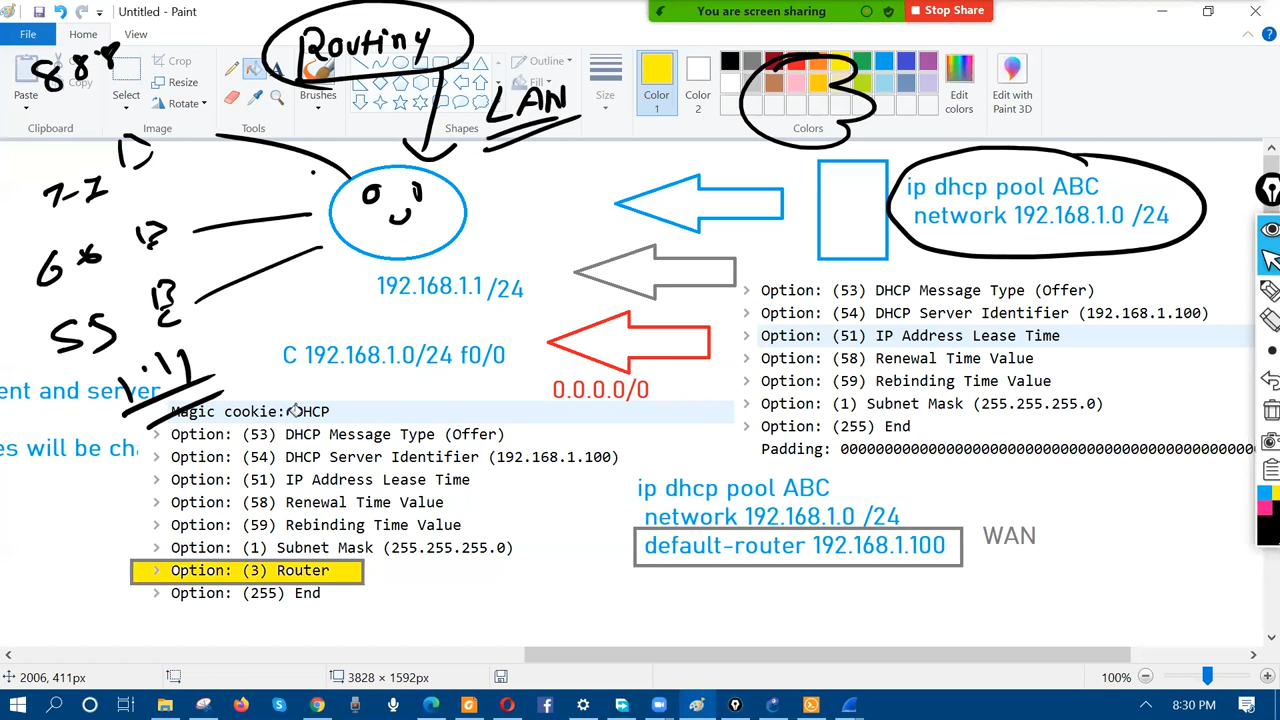 Untitled - Paint
You are screen sharing
Stop Share
File
Home
View
Paste
Clipboard
Select
Crop
Resize
Rotate
Image
Tools
Brushes
Shapes
Outline
Fill
Size
Color 1
Color 2
Colors
Edit colors
Edit with Paint 3D
Routiny
LAN
ip dhcp pool ABC
network 192.168.1.0 /24
192.168.1.1 /24
C 192.168.1.0/24 f0/0
0.0.0.0/0
55
ent and server
es will be cha
Magic cookie: DHCP
Option: (53) DHCP Message Type (Offer)
Option: (54) DHCP Server Identifier (192.168.1.100)
Option: (51) IP Address Lease Time
Option: (58) Renewal Time Value
Option: (59) Rebinding Time Value
Option: (1) Subnet Mask (255.255.255.0)
Option: (3) Router
Option: (255) End
Option: (53) DHCP Message Type (Offer)
Option: (54) DHCP Server Identifier (192.168.1.100)
Option: (51) IP Address Lease Time
Option: (58) Renewal Time Value
Option: (59) Rebinding Time Value
Option: (1) Subnet Mask (255.255.255.0)
Option: (255) End
Padding: 000000000000000000000000000000000000000000000000000
ip dhcp pool ABC
network 192.168.1.0 /24
default-router 192.168.1.100
WAN
2006, 411px
3828 × 1592px
100%
8:30 PM